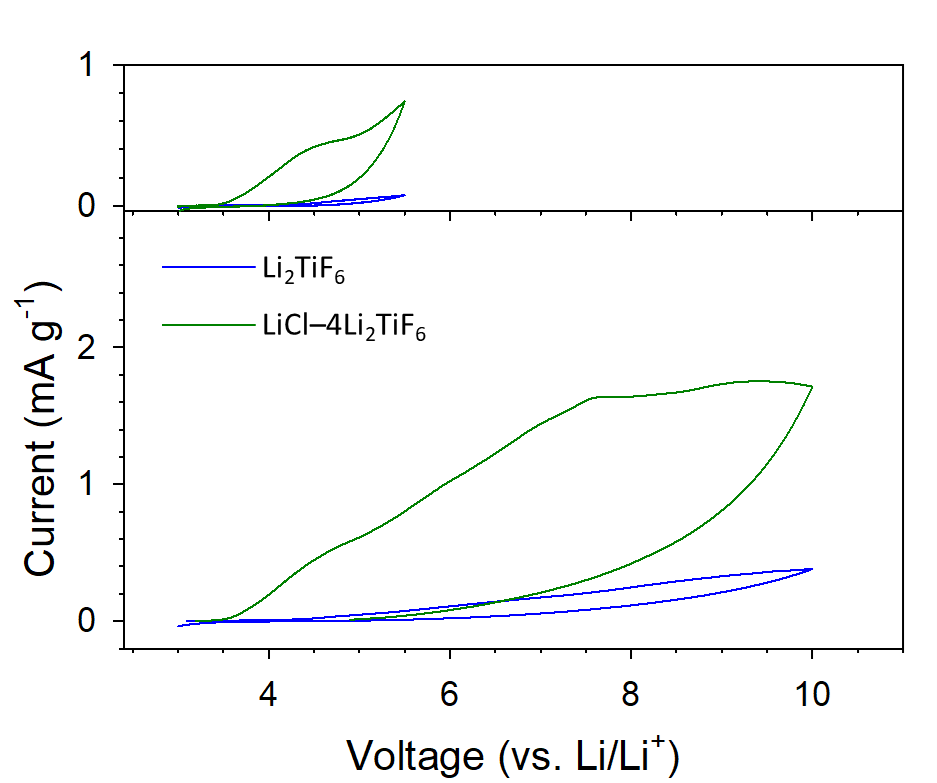 1
0
Li₂TiF₆
LiCl–4Li₂TiF₆
2
1
0
Current (mA g⁻¹)
4 6 8 10
Voltage (vs. Li/Li⁺)